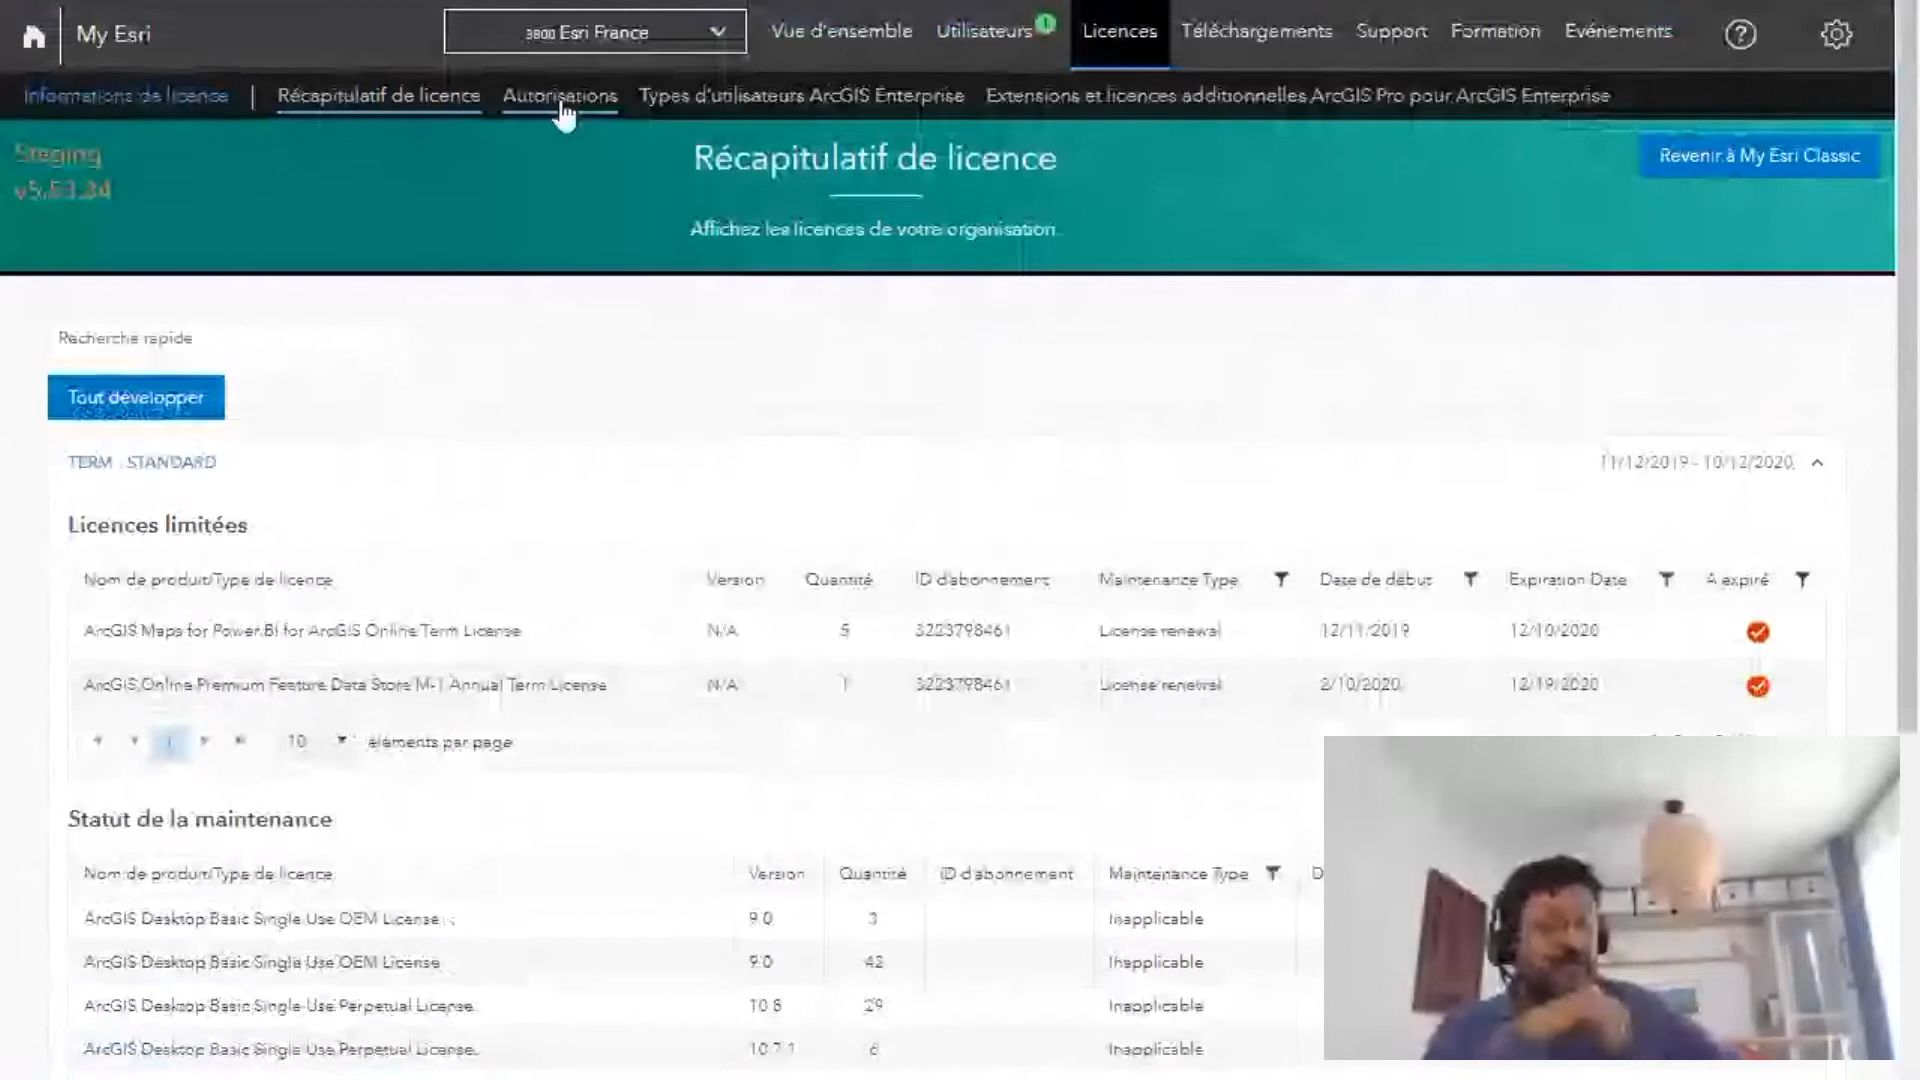 My Esri
3800 Esri France
Vue d'ensemble
Utilisateurs
Licences
Téléchargements
Support
Formation
Evénements
Informations de licence
Récapitulatif de licence
Autorisations
Types d'utilisateurs ArcGIS Enterprise
Extensions et licences additionnelles ArcGIS Pro pour ArcGIS Enterprise
Staging
v5.53.34
Récapitulatif de licence
Revenir à My Esri Classic
Affichez les licences de votre organisation.
Recherche rapide
Tout développer
TERM - STANDARD
11/12/2019 - 10/12/2020
Licences limitées
Nom de produit/Type de licence Version Quantité ID d'abonnement Maintenance Type Date de début Expiration Date A expiré
ArcGIS Maps for Power BI for ArcGIS Online Term License N/A 5 3223798461 License renewal 12/11/2019 12/10/2020
ArcGIS Online Premium Feature Data Store M-1 Annual Term License N/A 1 3223798461 License renewal 2/10/2020 12/19/2020
1 10 éléments par page
Statut de la maintenance
Nom de produit/Type de licence Version Quantité ID d'abonnement Maintenance Type D
ArcGIS Desktop Basic Single Use OEM License 9.0 3 Inapplicable
ArcGIS Desktop Basic Single Use OEM License 9.0 42 Inapplicable
ArcGIS Desktop Basic Single Use Perpetual License 10.8 29 Inapplicable
ArcGIS Desktop Basic Single Use Perpetual License 10.7.1 6 Inapplicable